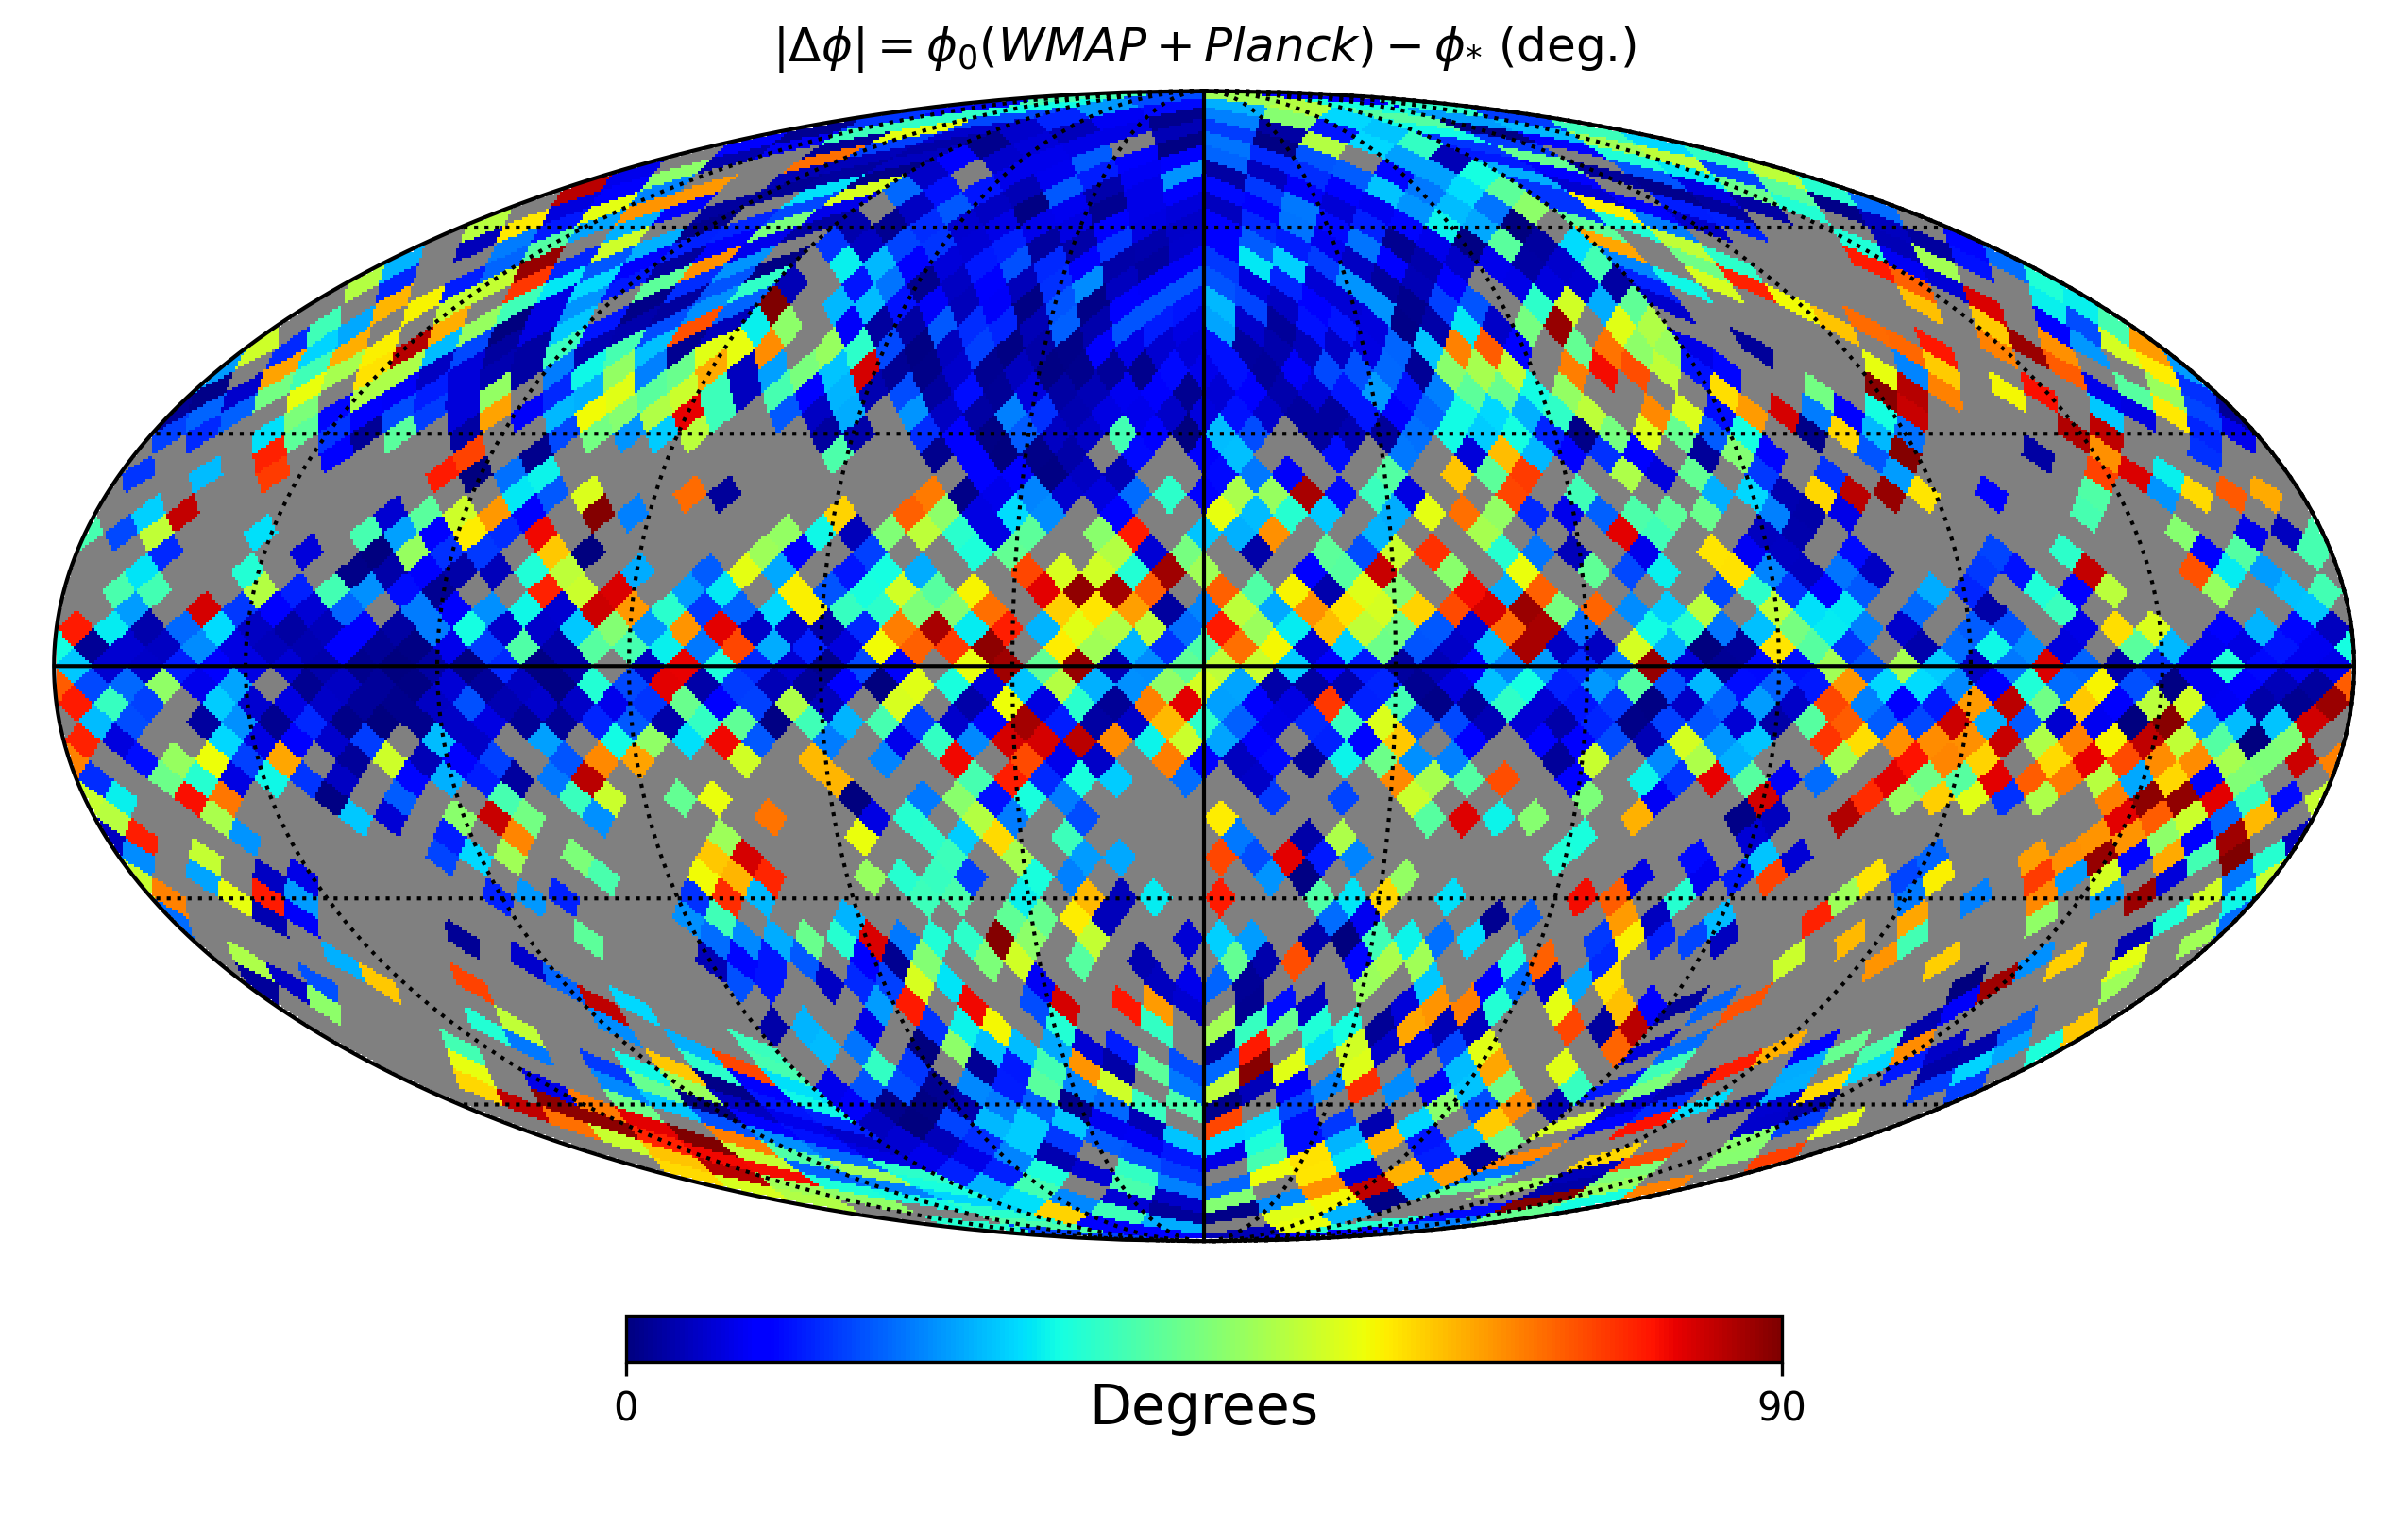 |Δϕ| = ϕ₀(WMAP + Planck) − ϕ* (deg.)
0 90
Degrees